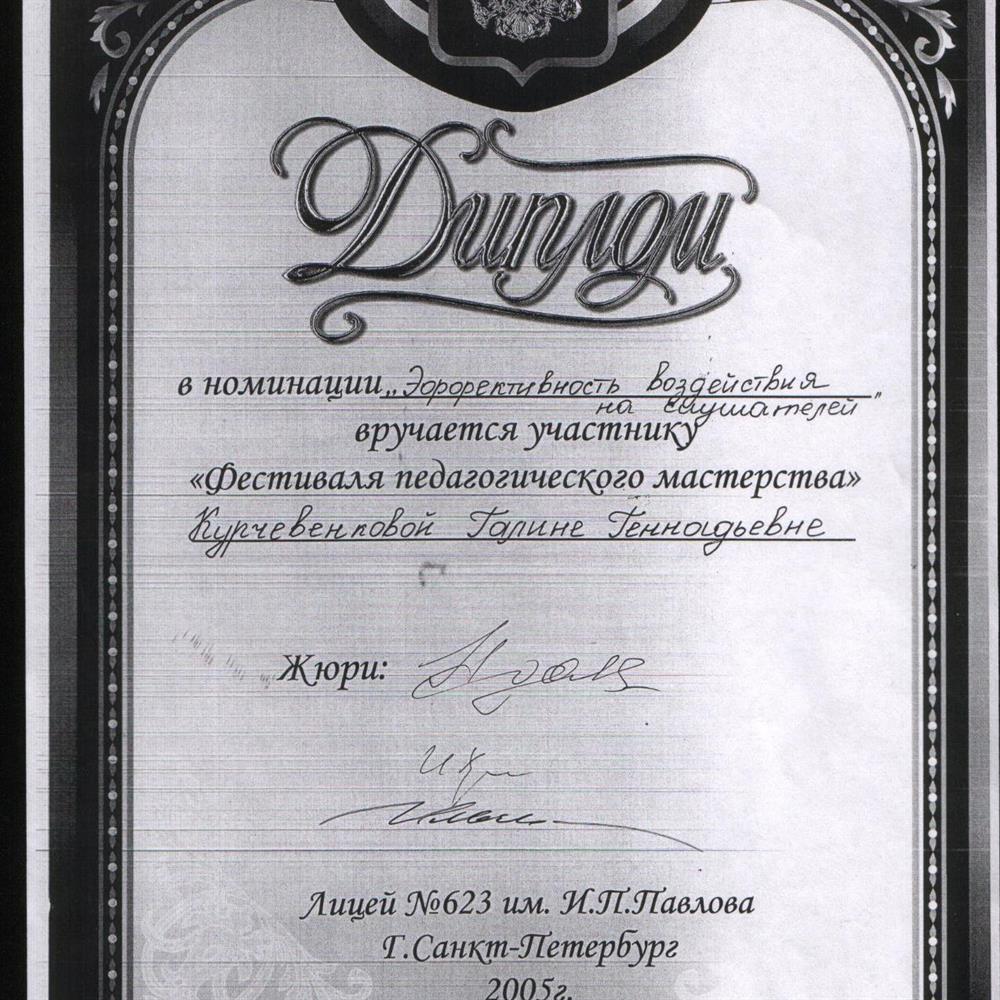 Диплом
в номинации „Эффективность воздействия
на слушателей"
вручается участнику
«Фестиваля педагогического мастерства»
Курчевенковой Галине Геннадьевне
Жюри:
Лицей №623 им. И.П.Павлова
Г.Санкт-Петербург
2005г.